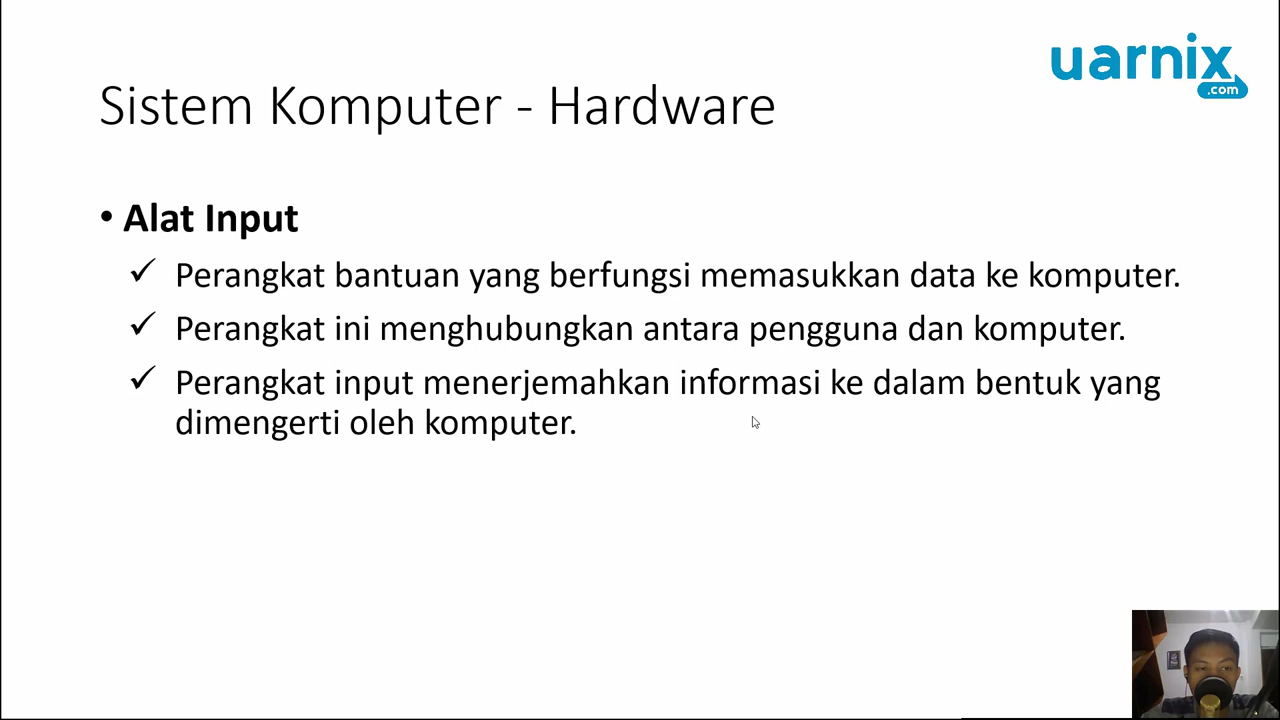 uarnix
.com
Sistem Komputer - Hardware
• Alat Input
✓ Perangkat bantuan yang berfungsi memasukkan data ke komputer.
✓ Perangkat ini menghubungkan antara pengguna dan komputer.
✓ Perangkat input menerjemahkan informasi ke dalam bentuk yang
dimengerti oleh komputer.